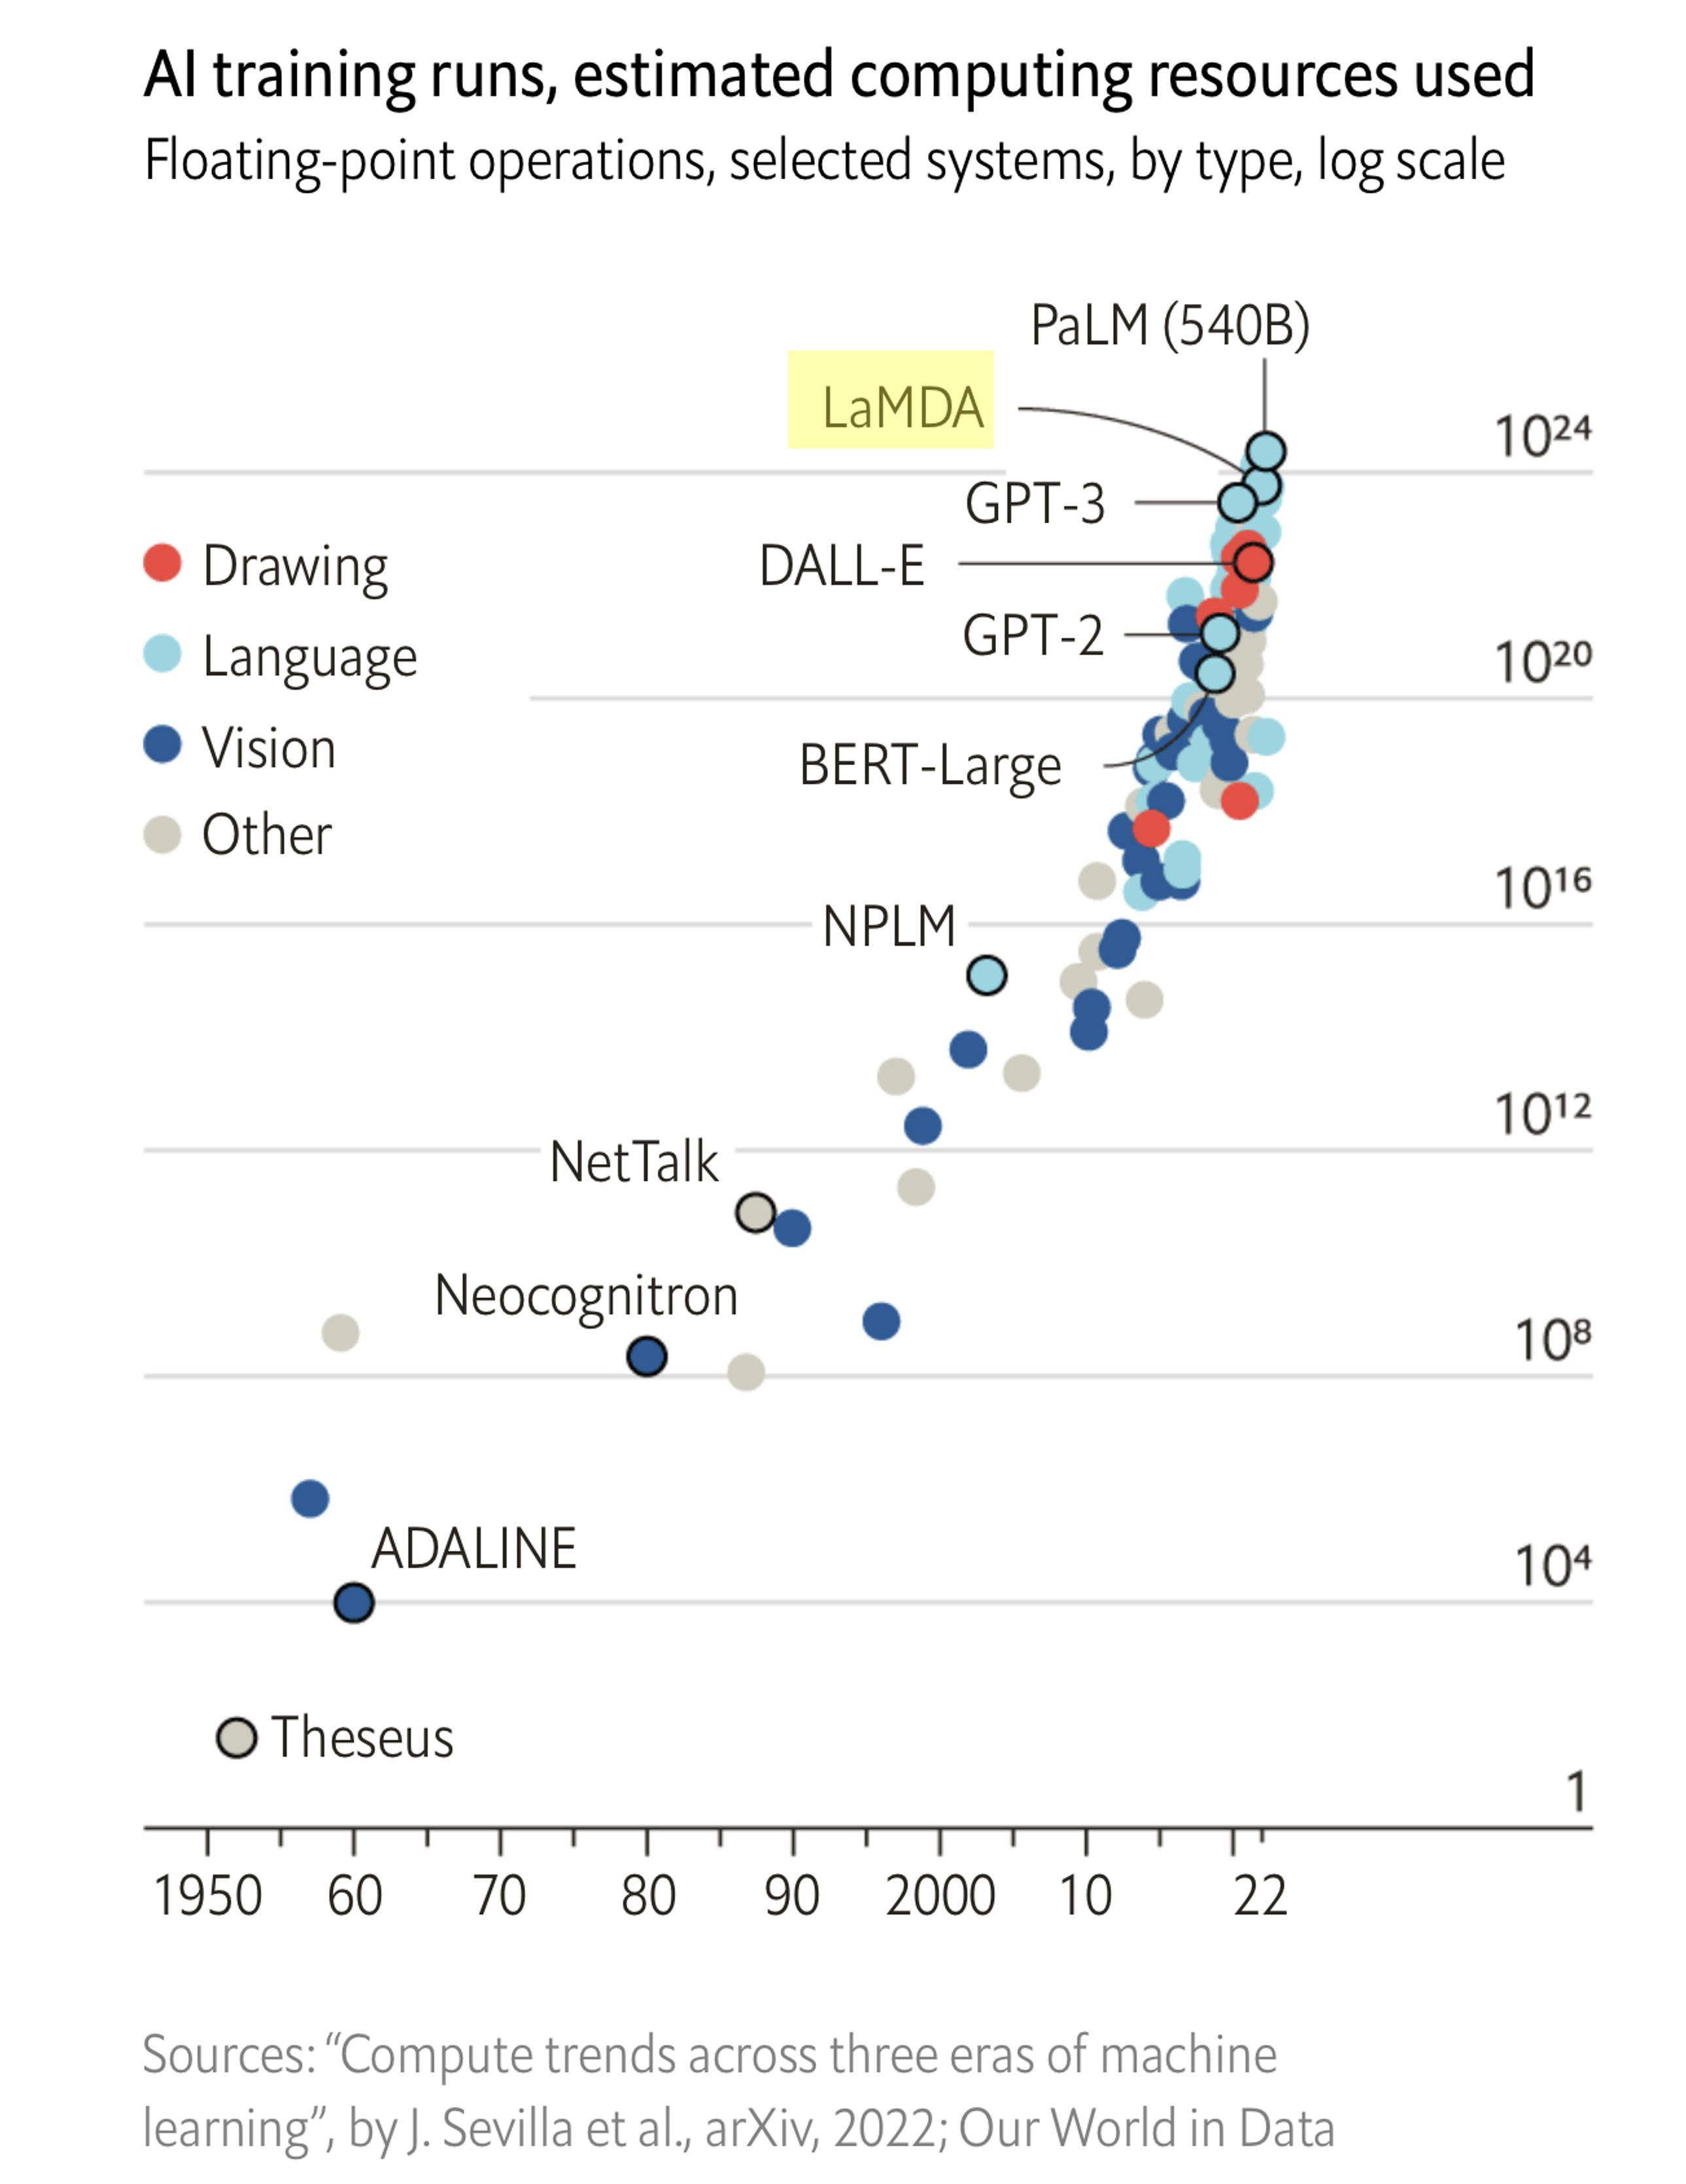 AI training runs, estimated computing resources used
Floating-point operations, selected systems, by type, log scale
PaLM (540B)
LaMDA
10²⁴
GPT-3
Drawing
DALL-E
GPT-2
Language
10²⁰
Vision
BERT-Large
Other
10¹⁶
NPLM
10¹²
NetTalk
Neocognitron
10⁸
ADALINE
10⁴
Theseus
1
1950 60 70 80 90 2000 10 22
Sources: “Compute trends across three eras of machine
learning”, by J. Sevilla et al., arXiv, 2022; Our World in Data